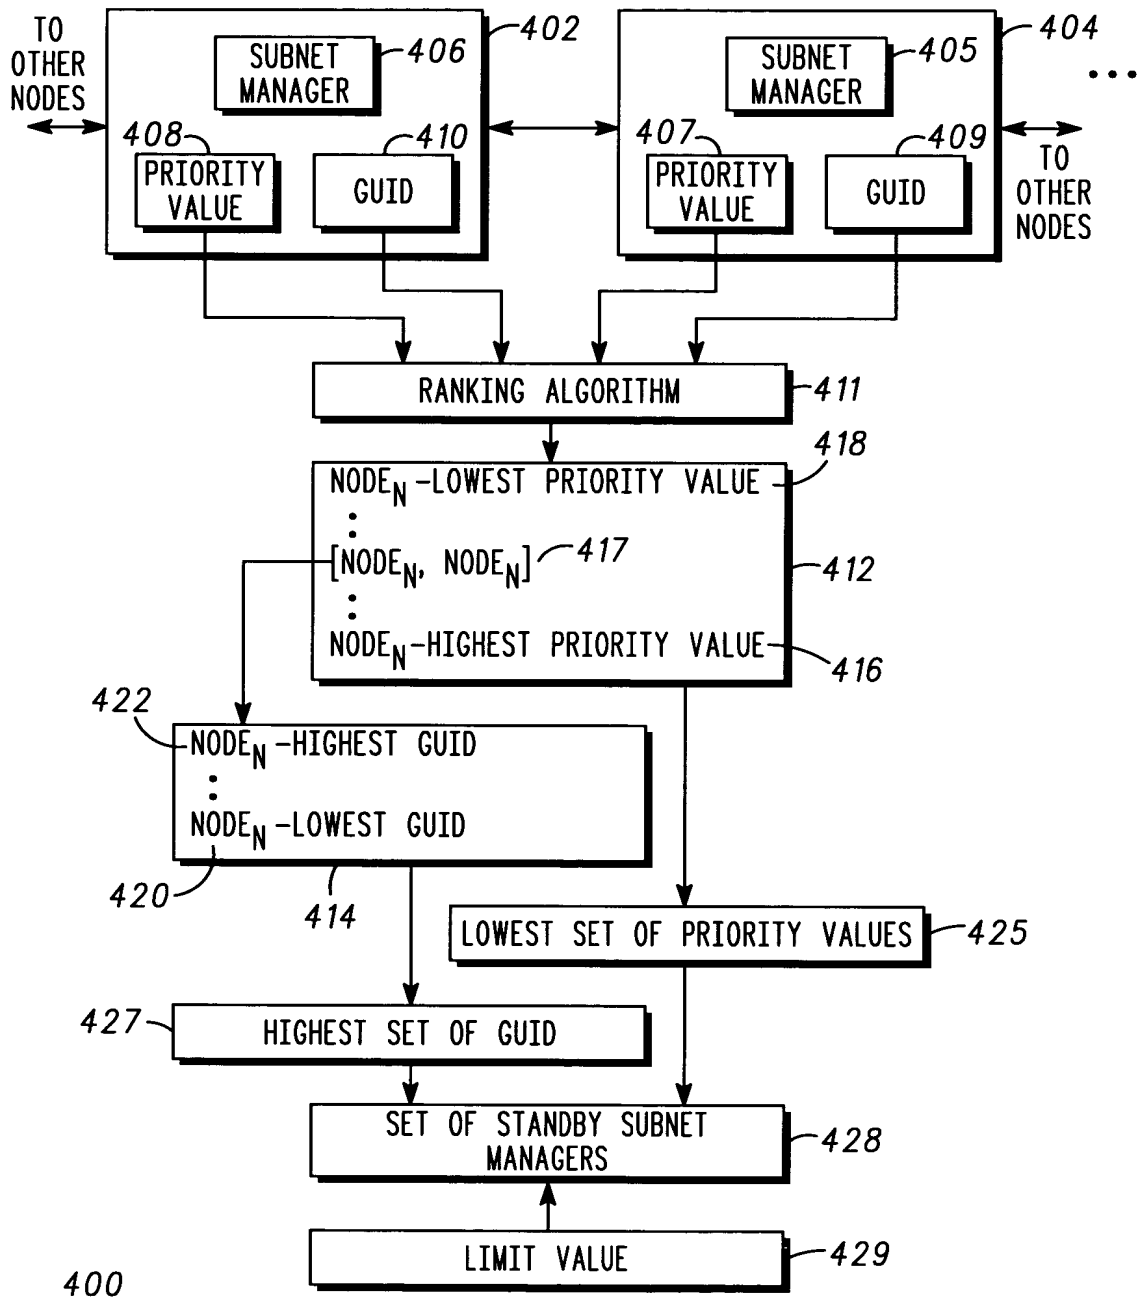 TO
OTHER
NODES
402
SUBNET
MANAGER
406
408
PRIORITY
VALUE
410
GUID
404
SUBNET
MANAGER
405
407
PRIORITY
VALUE
409
GUID
TO
OTHER
NODES
RANKING ALGORITHM
411
NODEN-LOWEST PRIORITY VALUE
418
[NODEN, NODEN]
417
412
NODEN-HIGHEST PRIORITY VALUE
416
422
NODEN-HIGHEST GUID
NODEN-LOWEST GUID
420
414
LOWEST SET OF PRIORITY VALUES
425
427
HIGHEST SET OF GUID
SET OF STANDBY SUBNET
MANAGERS
428
LIMIT VALUE
429
400